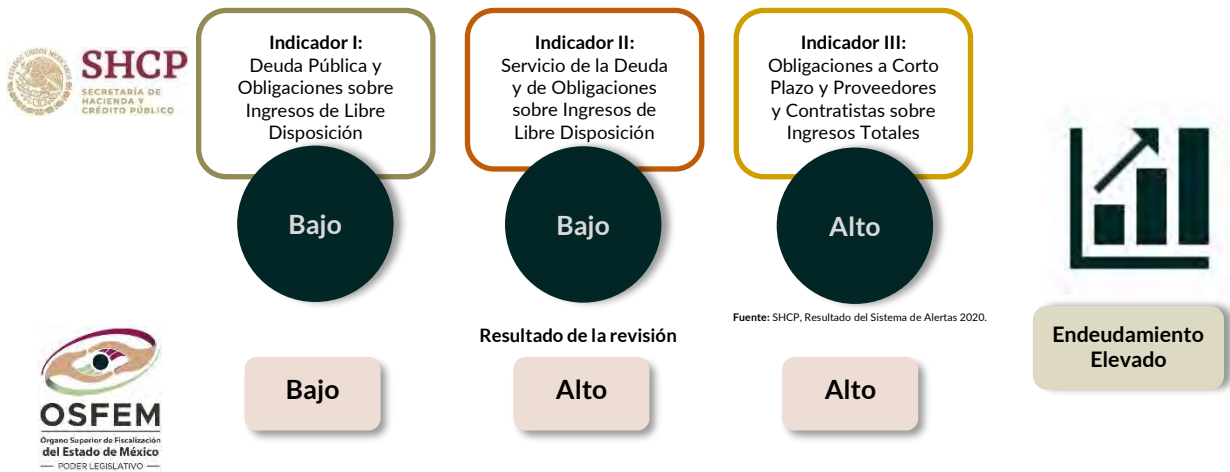 SHCP
SECRETARÍA DE
HACIENDA Y
CRÉDITO PÚBLICO
Indicador I:
Deuda Pública y
Obligaciones sobre
Ingresos de Libre
Disposición
Bajo
Indicador II:
Servicio de la Deuda
y de Obligaciones
sobre Ingresos de
Libre Disposición
Bajo
Indicador III:
Obligaciones a Corto
Plazo y Proveedores
y Contratistas sobre
Ingresos Totales
Alto
Fuente: SHCP, Resultado del Sistema de Alertas 2020.
Endeudamiento
Elevado
Resultado de la revisión
OSFEM
Órgano Superior de Fiscalización
del Estado de México
— PODER LEGISLATIVO —
Bajo
Alto
Alto